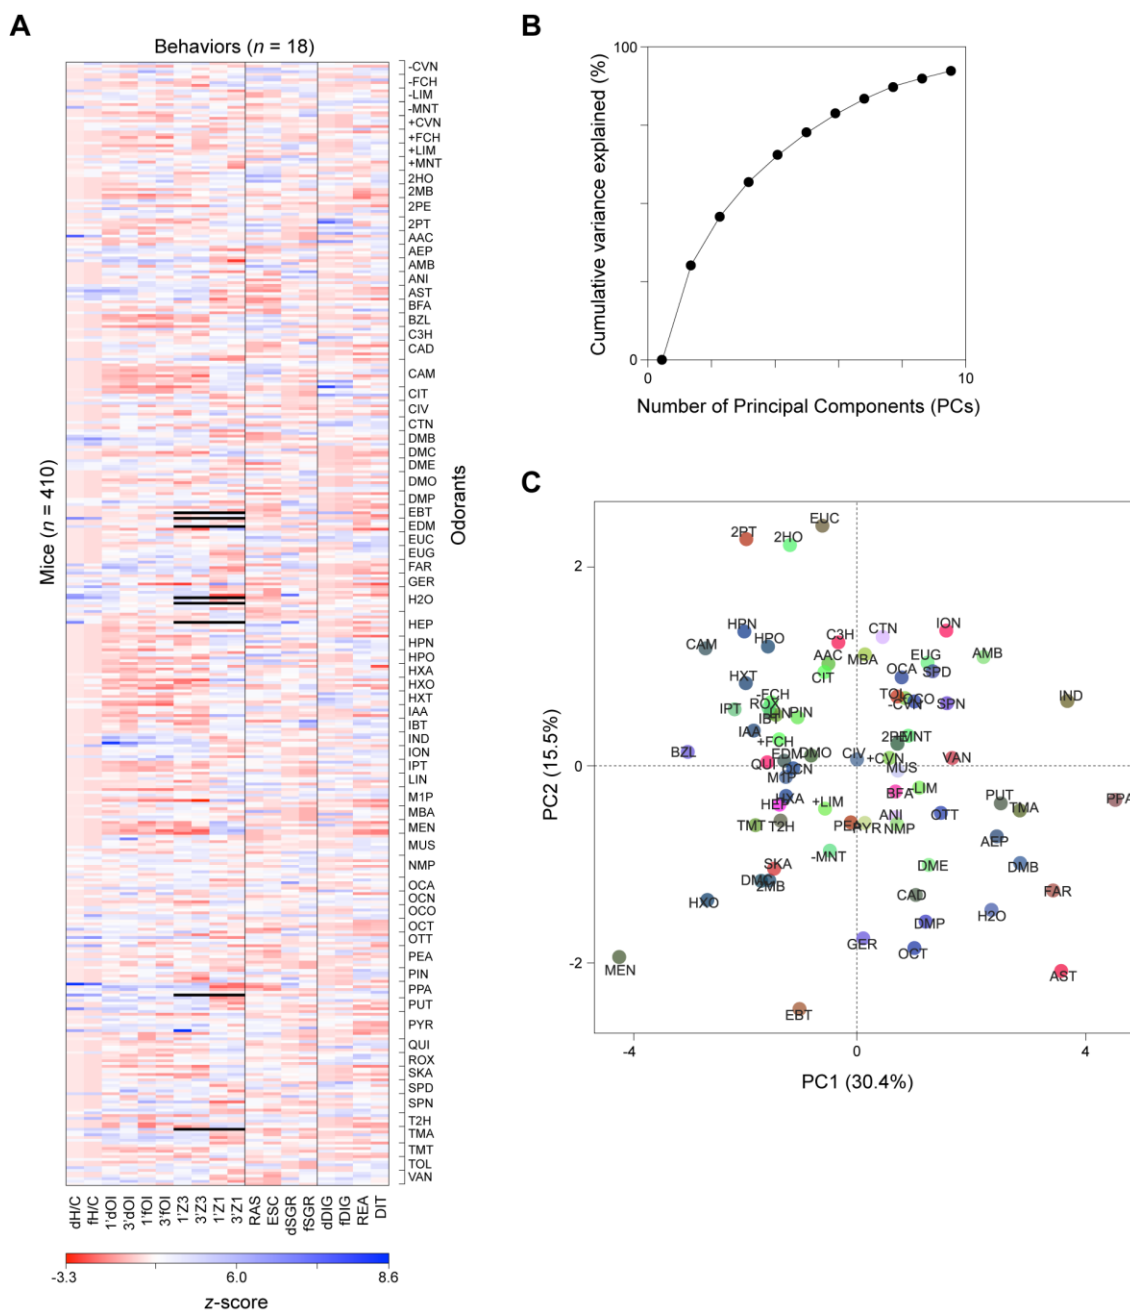 A
Behaviors (n = 18)
Mice (n = 410)
Odorants
-CVN
-FCH
-LIM
-MNT
+CVN
+FCH
+LIM
+MNT
2HO
2MB
2PE
2PT
AAC
AEP
AMB
ANI
AST
BFA
BZL
C3H
CAD
CAM
CIT
CIV
CTN
DMB
DMC
DME
DMO
DMP
EBT
EDM
EUC
EUG
FAR
GER
H2O
HEP
HPN
HPO
HXA
HXO
HXT
IAA
IBT
IND
ION
IPT
LIN
M1P
MBA
MEN
MUS
NMP
OCA
OCN
OCO
OCT
OTT
PEA
PIN
PPA
PUT
PYR
QUI
ROX
SKA
SPD
SPN
T2H
TMA
TMT
TOL
VAN
dH/C
fH/C
1'dOI
3'dOI
1'fOI
3'fOI
1'Z3
3'Z3
1'Z1
3'Z1
RAS
ESC
dSGR
fSGR
dDIG
fDIG
REA
DIT
-3.3
6.0
8.6
z-score
B
Cumulative variance explained (%)
100
0
0
10
Number of Principal Components (PCs)
C
PC2 (15.5%)
2
0
-2
EUC
2PT
2HO
HPN
HPO
CAM
C3H
CTN
ION
AAC
MBA
EUG
AMB
CIT
OCA
SPD
HXT
-FCH
TOL
OCO
IND
IPT
ROX
PIN
-CVN
SPN
IBT
IAA
+FCH
2PE
BZL
EDM
DMO
CIV
+CVN
VAN
QUI
OCN
MUS
M1P
HXA
BFA
-LIM
PUT
PPA
HEP
+LIM
TMA
TMT
T2H
PEA
PYR
ANI
NMP
OTT
AEP
-MNT
SKA
DME
DMB
DMC
2MB
CAD
FAR
HXO
DMP
H2O
GER
OCT
MEN
AST
EBT
-4
0
4
PC1 (30.4%)